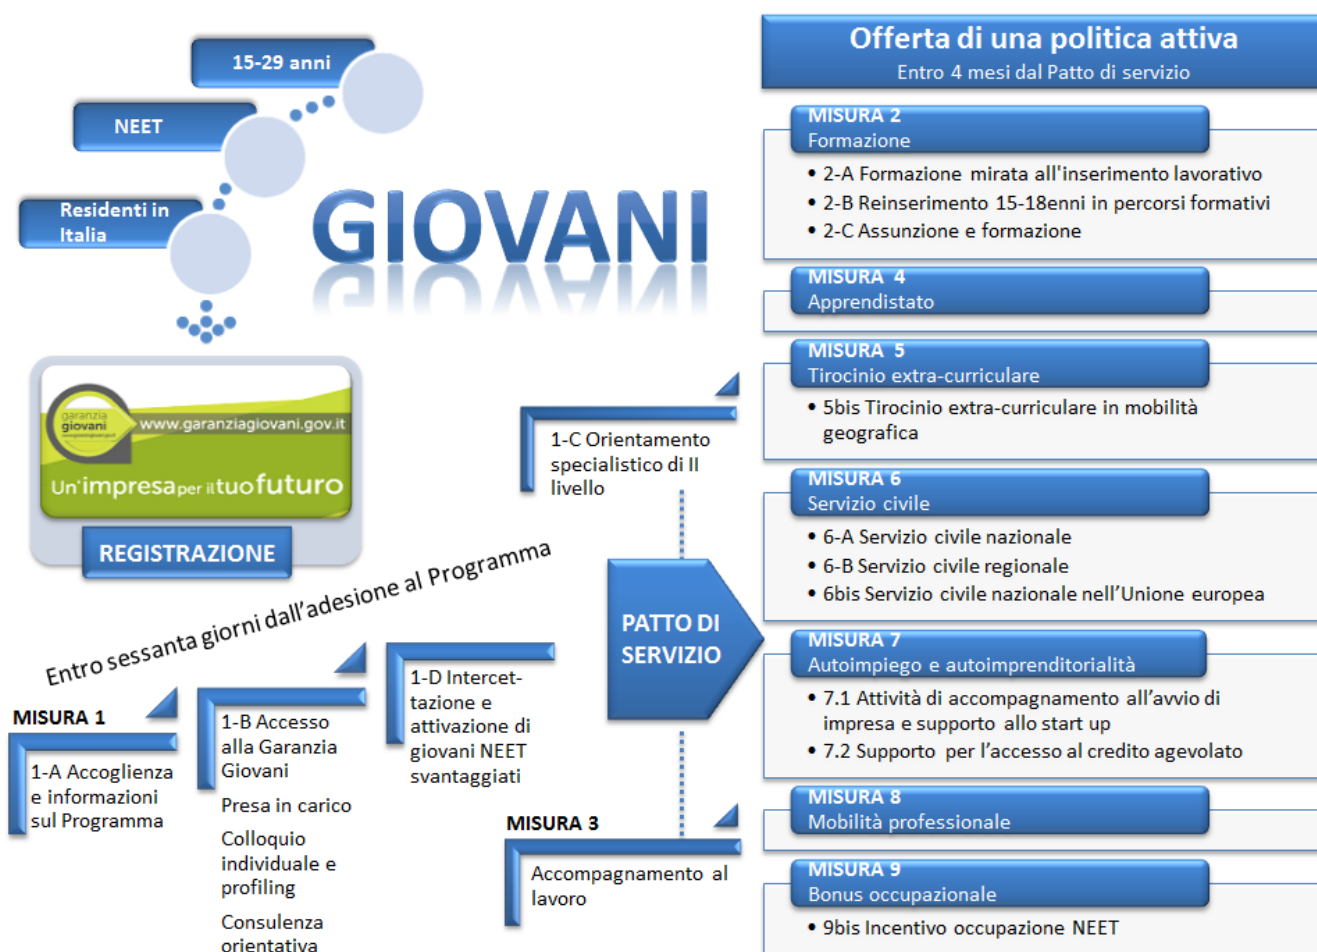 15-29 anni
NEET
Residenti in
Italia
GIOVANI
garanzia
giovani
www.garanziagiovani.gov.it
Un'impresa per il tuo futuro
REGISTRAZIONE
Entro sessanta giorni dall'adesione al Programma
MISURA 1
1-A Accoglienza
e informazioni
sul Programma
1-B Accesso
alla Garanzia
Giovani
Presa in carico
Colloquio
individuale e
profiling
Consulenza
orientativa
1-D Intercet-
tazione e
attivazione di
giovani NEET
svantaggiati
1-C Orientamento
specialistico di II
livello
PATTO DI
SERVIZIO
MISURA 3
Accompagnamento al
lavoro
Offerta di una politica attiva
Entro 4 mesi dal Patto di servizio
MISURA 2
Formazione
• 2-A Formazione mirata all'inserimento lavorativo
• 2-B Reinserimento 15-18enni in percorsi formativi
• 2-C Assunzione e formazione
MISURA 4
Apprendistato
MISURA 5
Tirocinio extra-curriculare
• 5bis Tirocinio extra-curriculare in mobilità
geografica
MISURA 6
Servizio civile
• 6-A Servizio civile nazionale
• 6-B Servizio civile regionale
• 6bis Servizio civile nazionale nell'Unione europea
MISURA 7
Autoimpiego e autoimprenditorialità
• 7.1 Attività di accompagnamento all'avvio di
impresa e supporto allo start up
• 7.2 Supporto per l'accesso al credito agevolato
MISURA 8
Mobilità professionale
MISURA 9
Bonus occupazionale
• 9bis Incentivo occupazione NEET